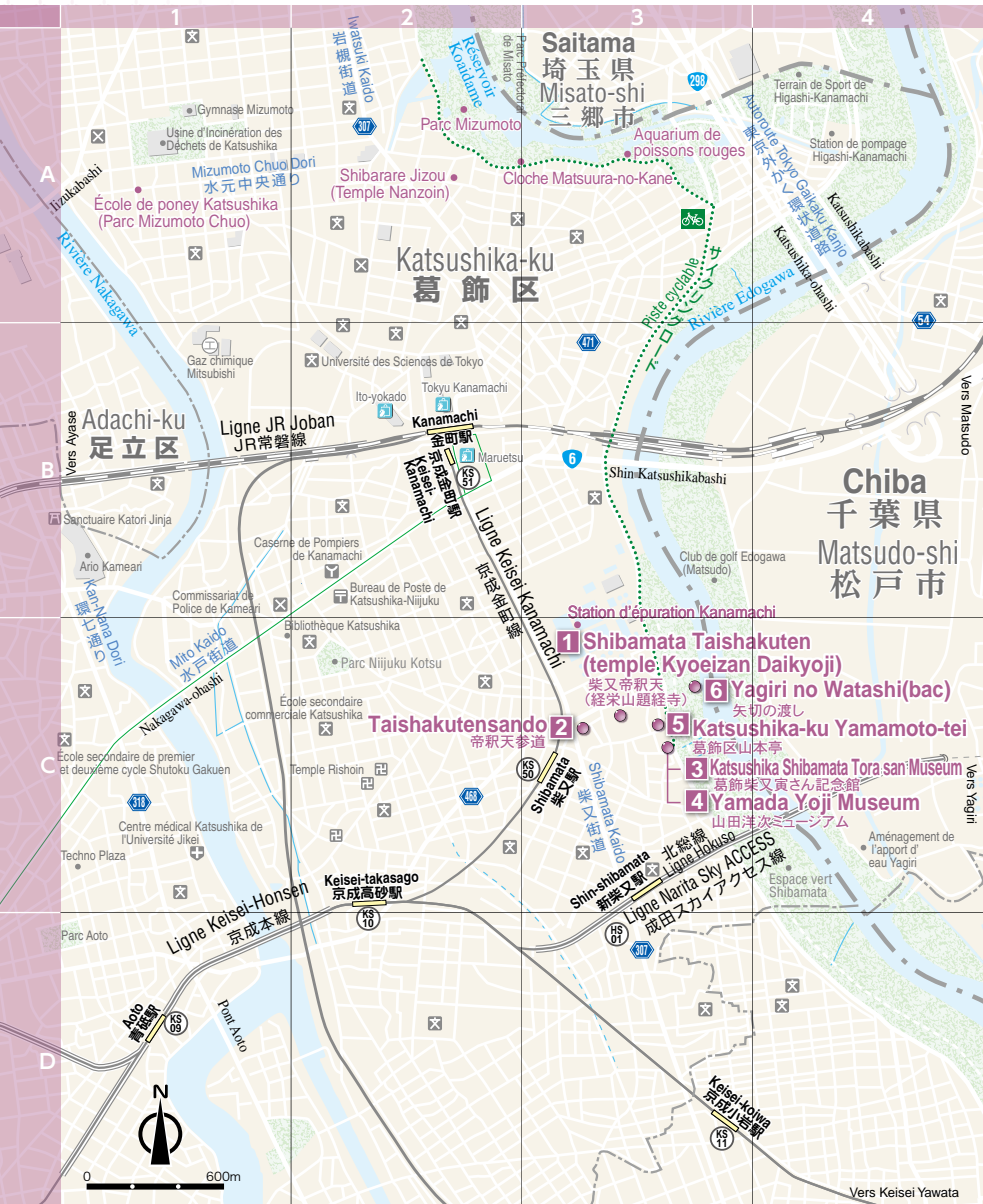 1
2
3
4
A
B
C
D
Iwatsuki Kaido
岩槻街道
Réservoir
Koaidame
Parc Préfectoral
de Misato
Saitama
埼玉県
Misato-shi
三郷市
298
Terrain de Sport de
Higashi-Kanamachi
Gymnase Mizumoto
Usine d'Incinération des
Déchets de Katsushika
307
Parc Mizumoto
Aquarium de
poissons rouges
Autoroute Tokyo Gaikaku Kanjo
東京外かく環状道路
Station de pompage
Higashi-Kanamachi
Iizukabashi
Mizumoto Chuo Dori
水元中央通り
École de poney Katsushika
(Parc Mizumoto Chuo)
Shibarare Jizou
(Temple Nanzoin)
Cloche Matsuura-no-Kane
Katsushikabashi
Katsushika-ohashi
Rivière Nakagawa
Katsushika-ku
葛飾区
Piste cyclable
サイクリングロード
Rivière Edogawa
54
471
Gaz chimique
Mitsubishi
Université des Sciences de Tokyo
Ito-yokado
Tokyu Kanamachi
Vers Ayase
Adachi-ku
足立区
Ligne JR Joban
JR常磐線
Kanamachi
金町駅
Maruetsu
Keisei-
Kanamachi
京成金町駅
KS
51
6
Vers Matsudo
Shin Katsushikabashi
Chiba
千葉県
Matsudo-shi
松戸市
Sanctuaire Katori Jinja
Ario Kameari
Caserne de Pompiers
de Kanamachi
Ligne Keisei Kanamachi
京成金町線
Club de golf Edogawa
(Matsudo)
Kan-Nana Dori
環七通り
Commissariat de
Police de Kameari
Bureau de Poste de
Katsushika-Niijuku
Station d'épuration Kanamachi
Bibliothèque Katsushika
Mito Kaido
水戸街道
Parc Niijuku Kotsu
1 Shibamata Taishakuten
(temple Kyoeizan Daikyoji)
柴又帝釈天
(経栄山題経寺)
6 Yagiri no Watashi(bac)
矢切の渡し
Nakagawa-ohashi
École secondaire
commerciale Katsushika
Taishakutensando 2
帝釈天参道
5 Katsushika-ku Yamamoto-tei
葛飾区山本亭
École secondaire de premier
et deuxième cycle Shutoku Gakuen
Temple Rishoin
KS
50
Shibamata
柴又駅
Shibamata Kaido
柴又街道
3 Katsushika Shibamata Tora san Museum
葛飾柴又寅さん記念館
4 Yamada Yoji Museum
山田洋次ミュージアム
Vers Yagiri
318
468
Centre médical Katsushika de
l'Université Jikei
Techno Plaza
Aménagement de
l'apport d'
eau Yagiri
Espace vert
Shibamata
Shin-shibamata
新柴又駅
北総線
Ligne Hokuso
Ligne Narita Sky ACCESS
成田スカイアクセス線
HS
01
307
Keisei-takasago
京成高砂駅
KS
10
Ligne Keisei-Honsen
京成本線
Parc Aoto
Aoto
青砥駅
KS
09
Pont Aoto
Keisei-koiwa
京成小岩駅
KS
11
N
0
600m
Vers Keisei Yawata